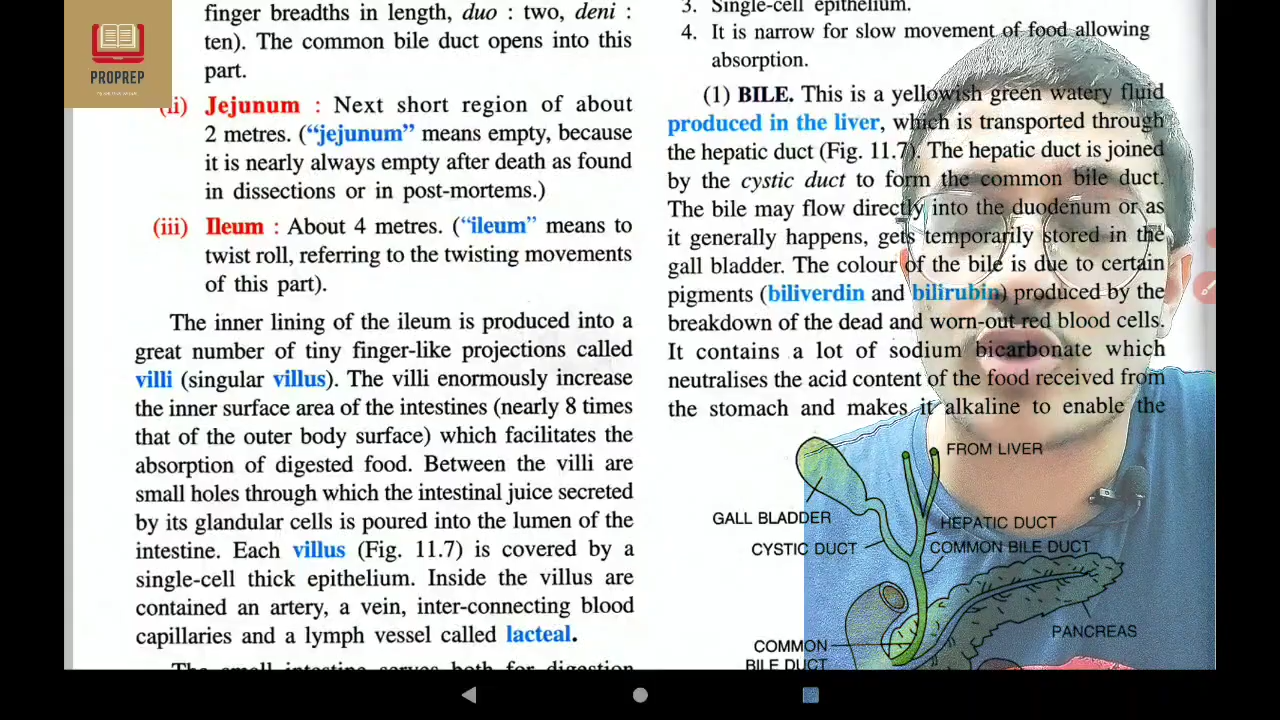 PROPREP
finger breadths in length, duo : two, deni :
ten). The common bile duct opens into this
part.
(ii) Jejunum : Next short region of about
2 metres. ("jejunum" means empty, because
it is nearly always empty after death as found
in dissections or in post-mortems.)
(iii) Ileum : About 4 metres. ("ileum" means to
twist roll, referring to the twisting movements
of this part).
The inner lining of the ileum is produced into a
great number of tiny finger-like projections called
villi (singular villus). The villi enormously increase
the inner surface area of the intestines (nearly 8 times
that of the outer body surface) which facilitates the
absorption of digested food. Between the villi are
small holes through which the intestinal juice secreted
by its glandular cells is poured into the lumen of the
intestine. Each villus (Fig. 11.7) is covered by a
single-cell thick epithelium. Inside the villus are
contained an artery, a vein, inter-connecting blood
capillaries and a lymph vessel called lacteal.
The small intestine serves both for digestion
3. Single-cell epithelium.
4. It is narrow for slow movement of food allowing
absorption.
(1) BILE. This is a yellowish green watery fluid
produced in the liver, which is transported through
the hepatic duct (Fig. 11.7). The hepatic duct is joined
by the cystic duct to form the common bile duct.
The bile may flow directly into the duodenum or as
it generally happens, gets temporarily stored in the
gall bladder. The colour of the bile is due to certain
pigments (biliverdin and bilirubin) produced by the
breakdown of the dead and worn-out red blood cells.
It contains a lot of sodium bicarbonate which
neutralises the acid content of the food received from
the stomach and makes it alkaline to enable the
FROM LIVER
GALL BLADDER
HEPATIC DUCT
CYSTIC DUCT
COMMON BILE DUCT
PANCREAS
COMMON
BILE DUCT